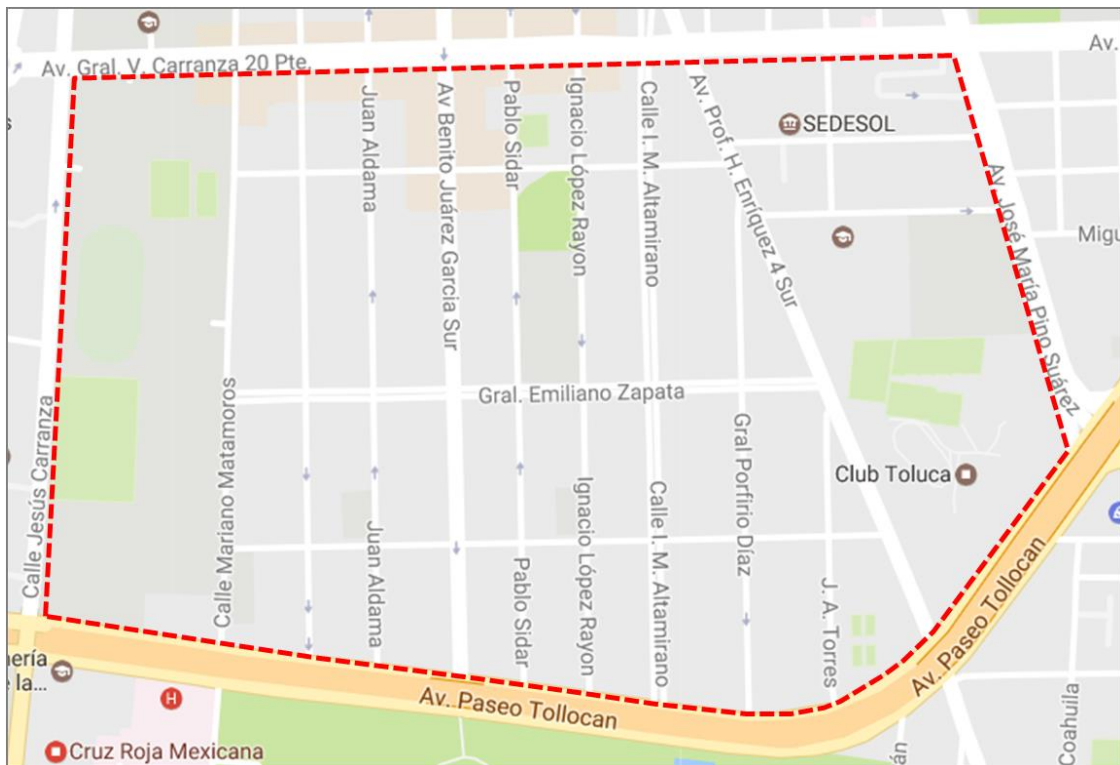 Av. Gral. V. Carranza 20 Pte.
Av.
Juan Aldama
Av Benito Juárez Garcia Sur
Pablo Sidar
Ignacio López Rayon
Calle I. M. Altamirano
Av. Prof. H. Enríquez 4 Sur
SEDESOL
Av. José María Pino Suárez
Migu
Gral. Emiliano Zapata
Calle Jesús Carranza
Calle Mariano Matamoros
Juan Aldama
Pablo Sidar
Ignacio López Rayon
Calle I. M. Altamirano
Gral Porfirio Díaz
J. A. Torres
Club Toluca
Av. Paseo Tollocan
Av. Paseo Tollocan
nería
e la...
H
Cruz Roja Mexicana
Coahuila
án